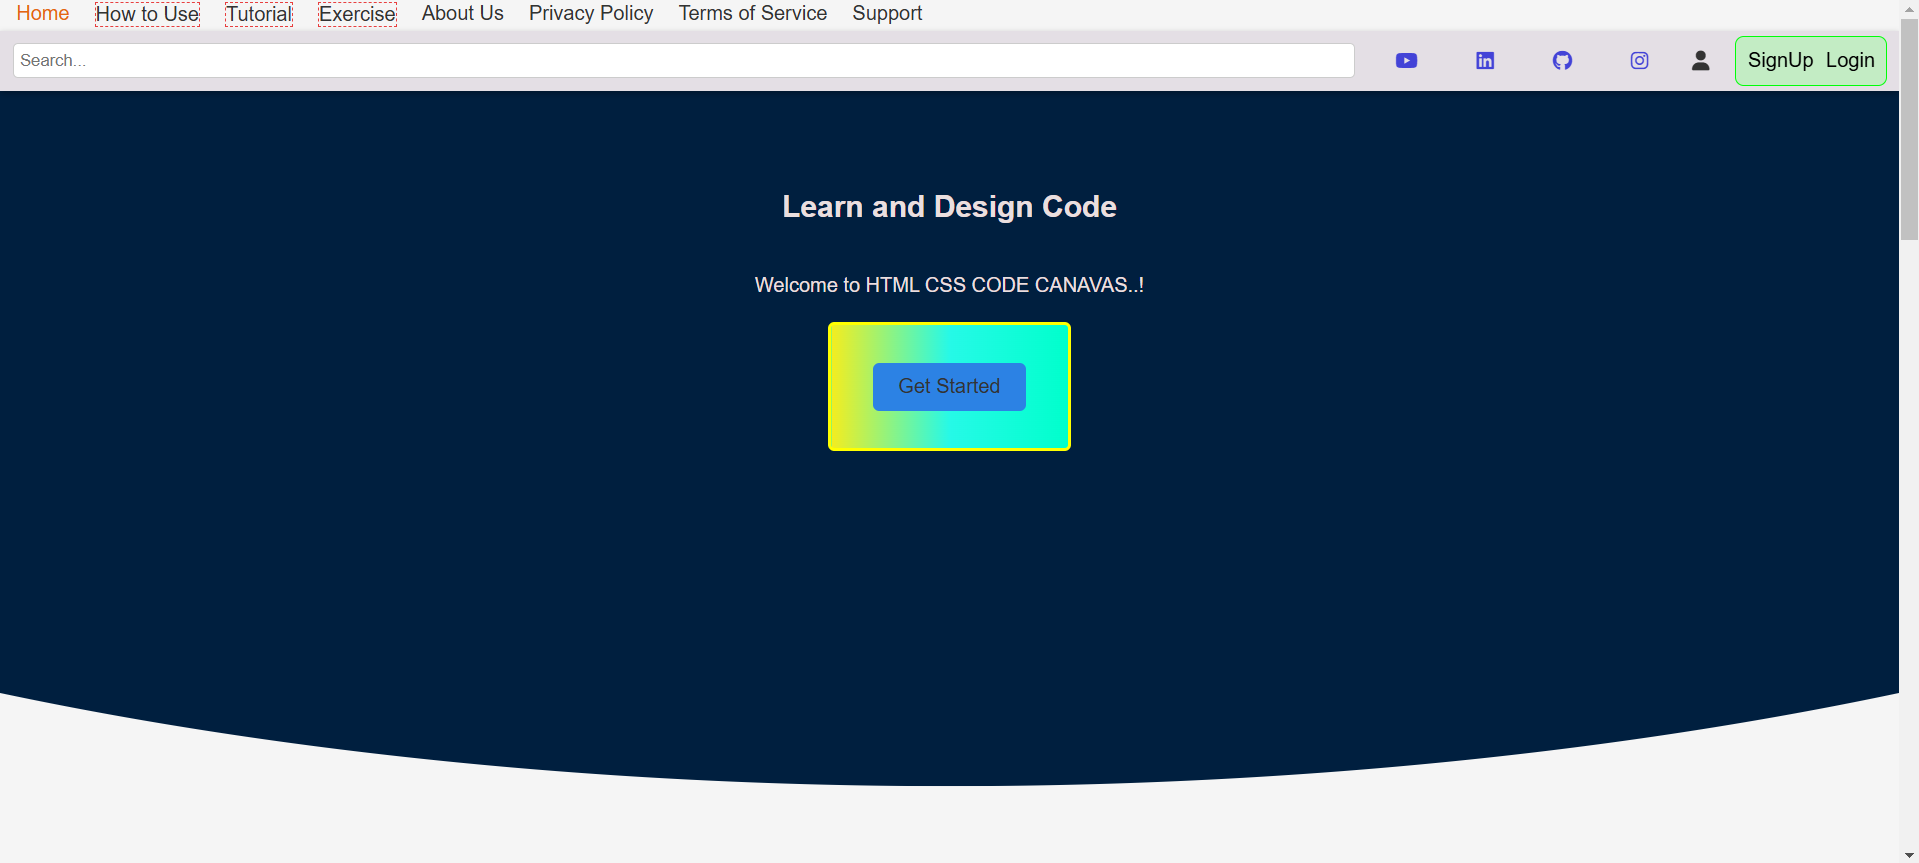 Home How to Use Tutorial Exercise About Us Privacy Policy Terms of Service Support
Search... SignUp Login
Learn and Design Code
Welcome to HTML CSS CODE CANAVAS..!
Get Started